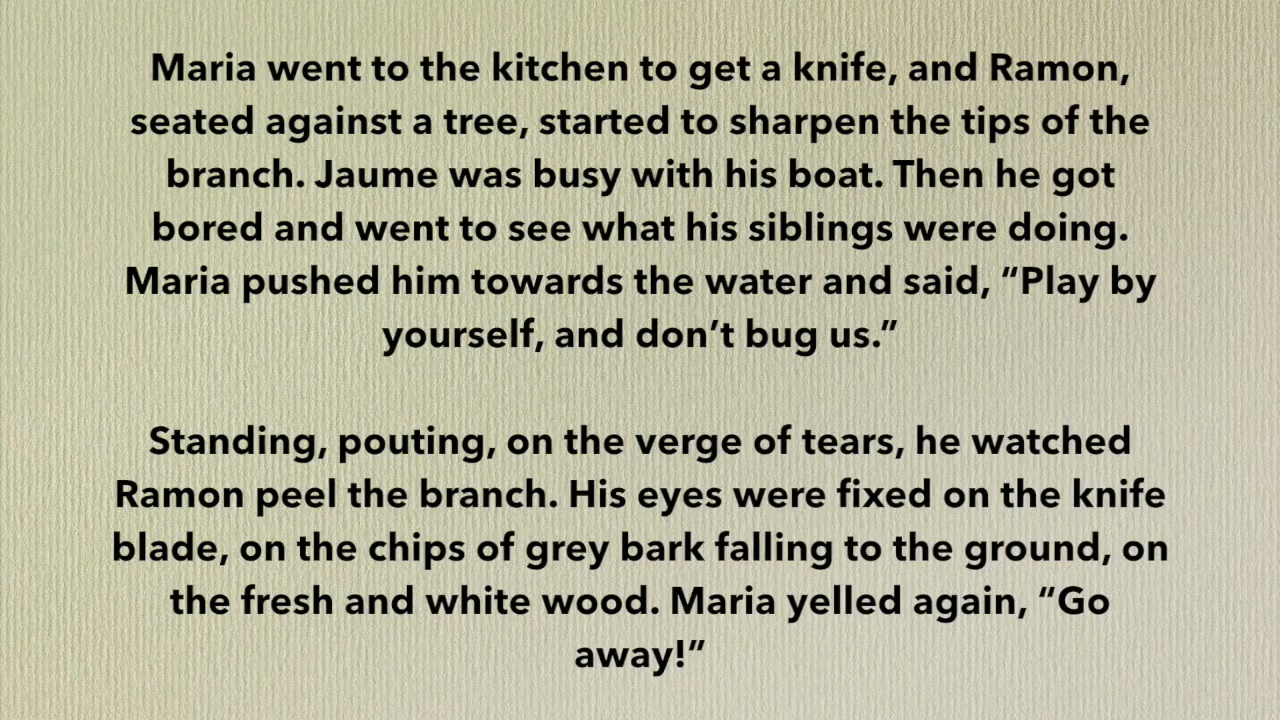 Maria went to the kitchen to get a knife, and Ramon,
seated against a tree, started to sharpen the tips of the
branch. Jaume was busy with his boat. Then he got
bored and went to see what his siblings were doing.
Maria pushed him towards the water and said, “Play by
yourself, and don’t bug us.”
Standing, pouting, on the verge of tears, he watched
Ramon peel the branch. His eyes were fixed on the knife
blade, on the chips of grey bark falling to the ground, on
the fresh and white wood. Maria yelled again, “Go
away!”